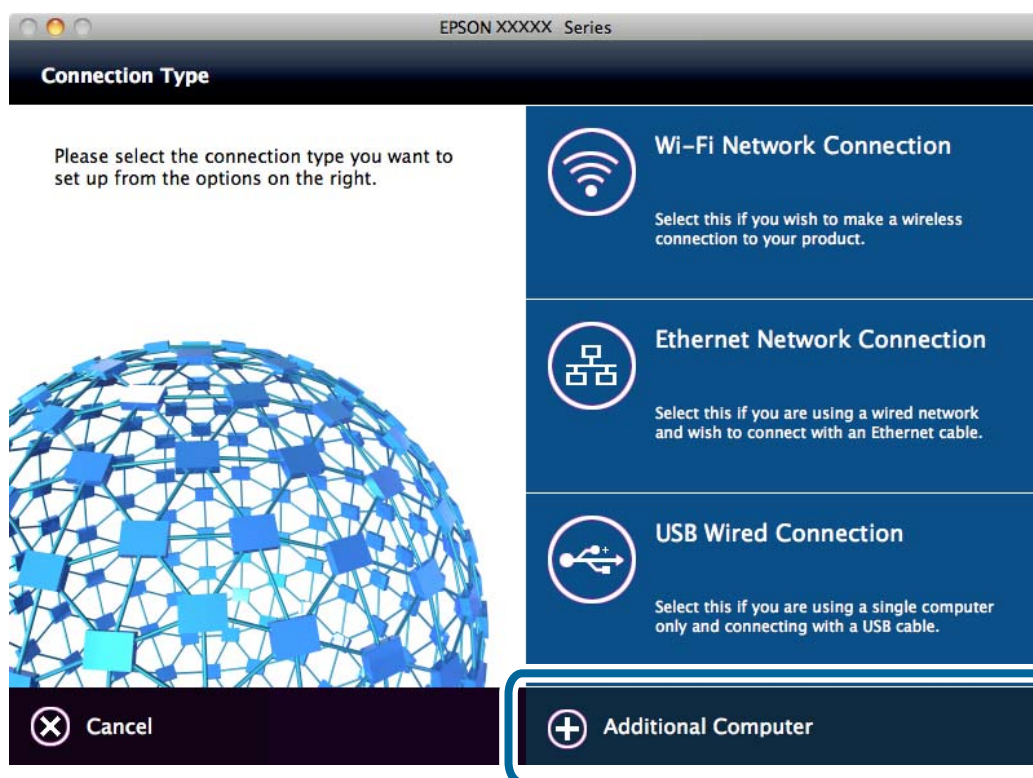 EPSON XXXXX Series
Connection Type
Please select the connection type you want to
set up from the options on the right.
Wi-Fi Network Connection
Select this if you wish to make a wireless
connection to your product.
Ethernet Network Connection
Select this if you are using a wired network
and wish to connect with an Ethernet cable.
USB Wired Connection
Select this if you are using a single computer
only and connecting with a USB cable.
Cancel
Additional Computer